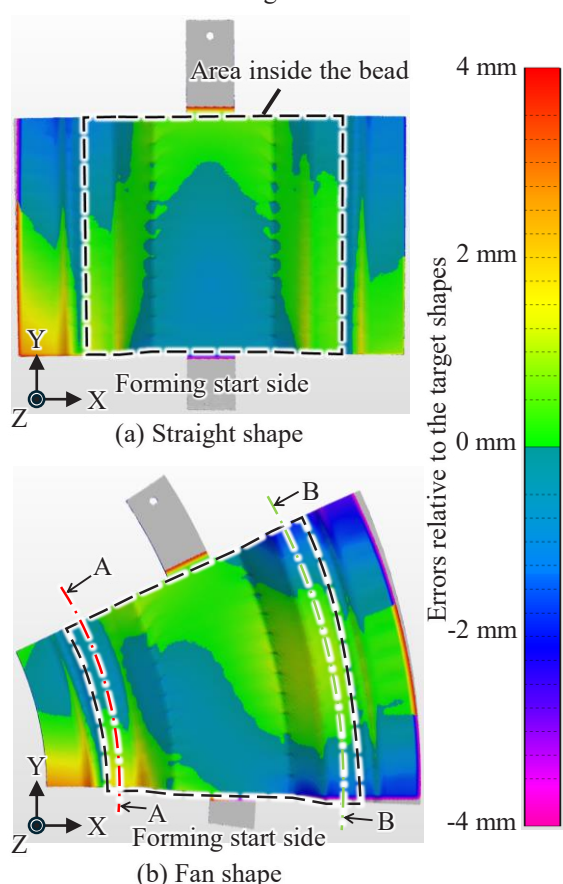 Area inside the bead
Y
X
Z
Forming start side
(a) Straight shape
4 mm
2 mm
0 mm
-2 mm
-4 mm
Errors relative to the target shapes
B
A
Y
X
Z
A
B
Forming start side
(b) Fan shape